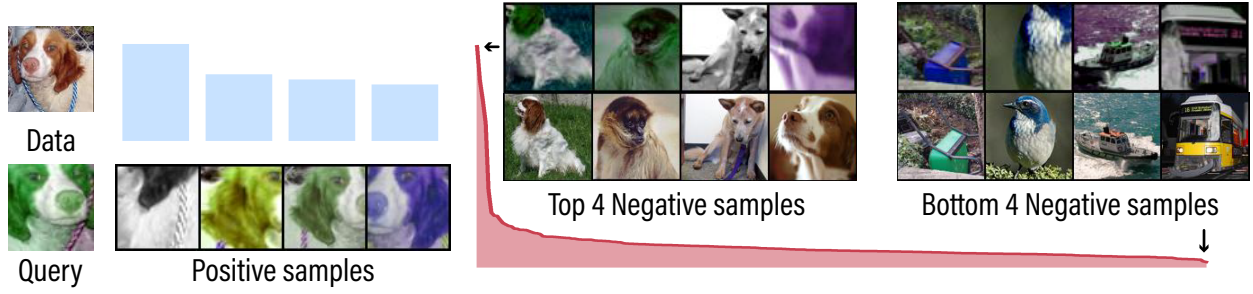 Data
Query
Positive samples
Top 4 Negative samples
Bottom 4 Negative samples